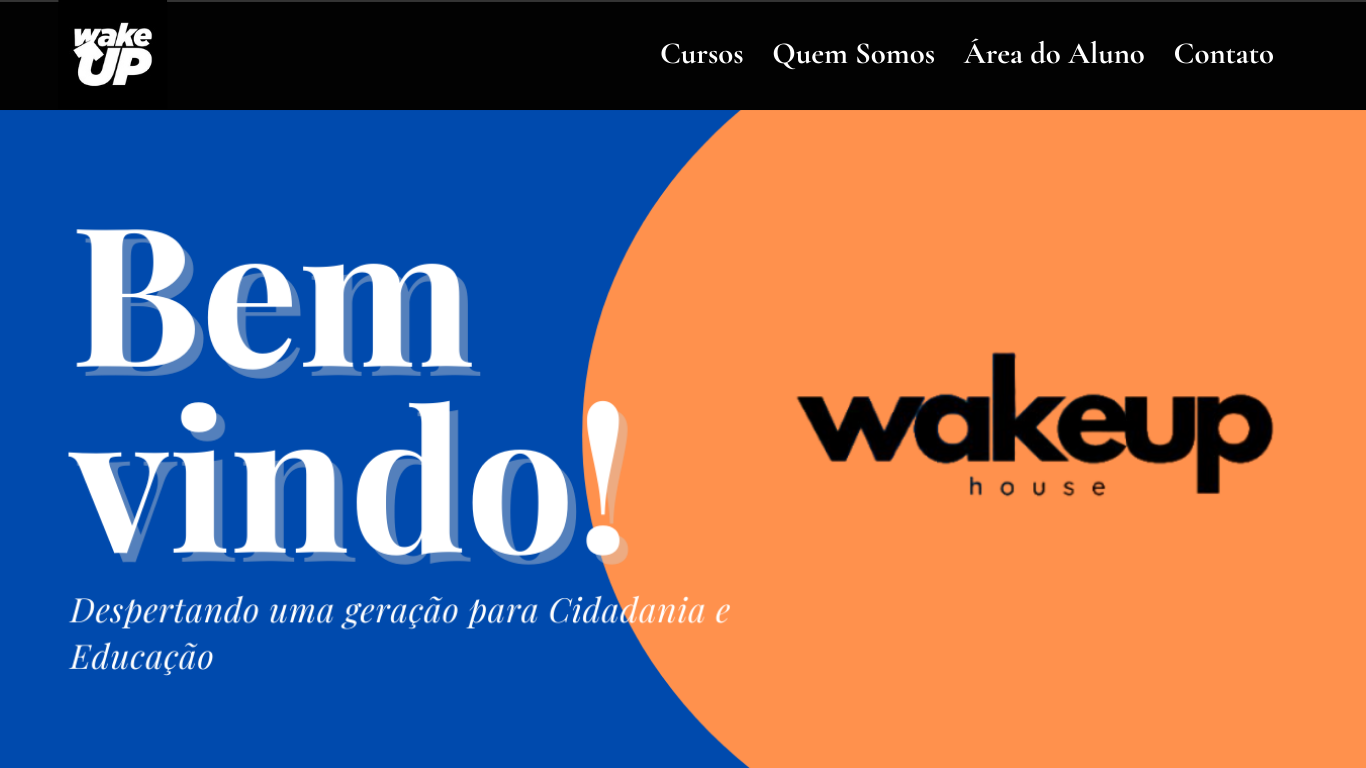 wake
UP
Cursos Quem Somos Área do Aluno Contato
Bem
vindo!
Despertando uma geração para Cidadania e
Educação
wakeup
house